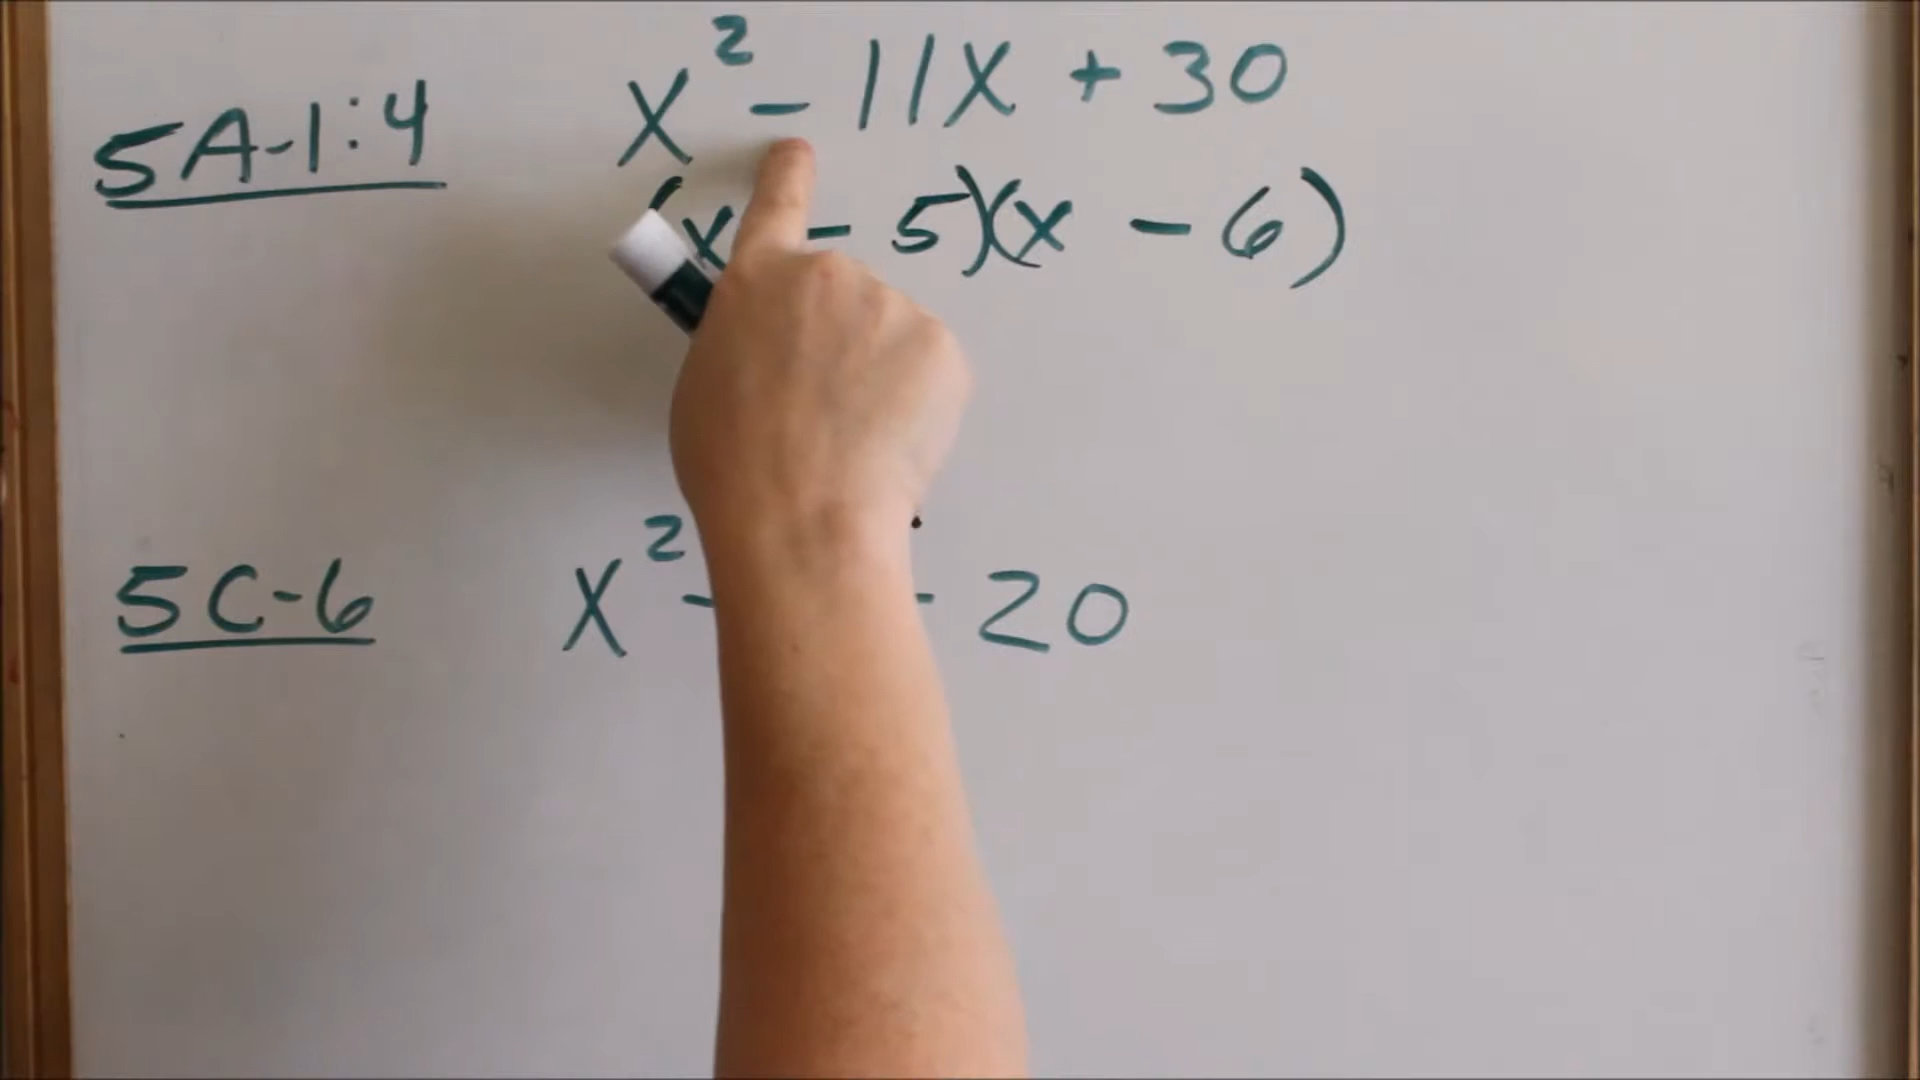 5A-1:4
x² - 11x + 30
(x - 5)(x - 6)
5C-6
x² - - 20